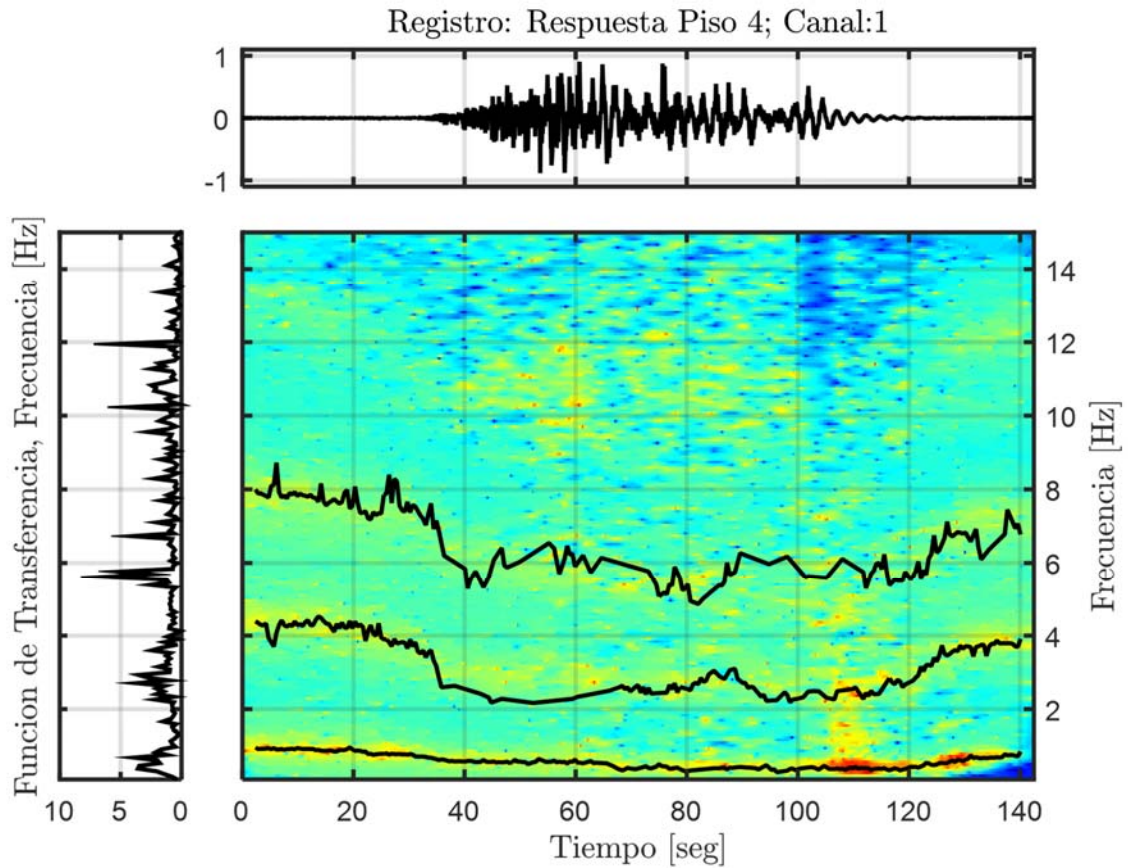 Registro: Respuesta Piso 4; Canal:1
1
0
-1
Funcion de Transferencia, Frecuencia [Hz]
10 5 0
14
12
10
8
6
4
2
Frecuencia [Hz]
0 20 40 60 80 100 120 140
Tiempo [seg]